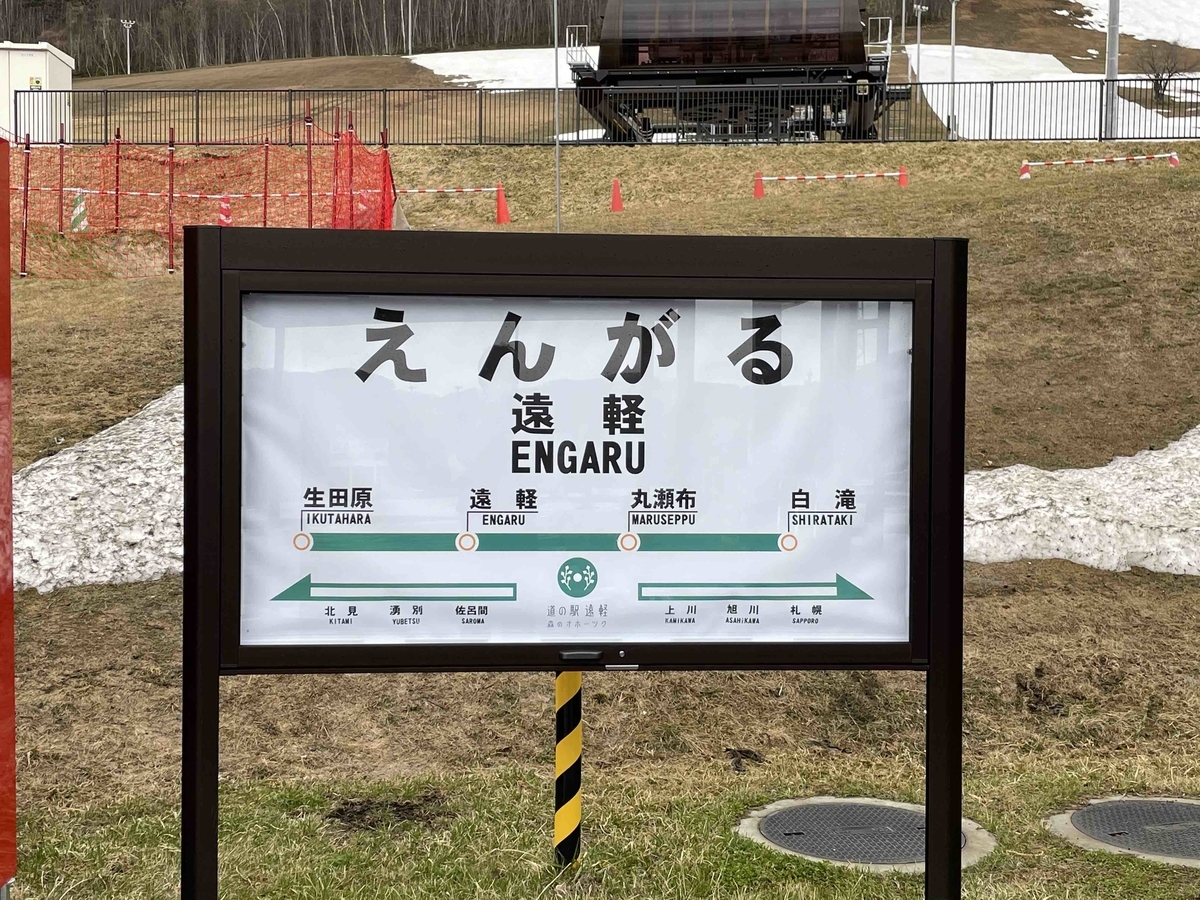 えんがる
遠軽
ENGARU
生田原 遠軽 丸瀬布 白滝
IKUTAHARA ENGARU MARUSEPPU SHIRATAKI
北見 湧別 佐呂間 道の駅遠軽 上川 旭川 札幌
KITAMI YUBETSU SAROMA 森のオホーツク KAMIKAWA ASAHIKAWA SAPPORO